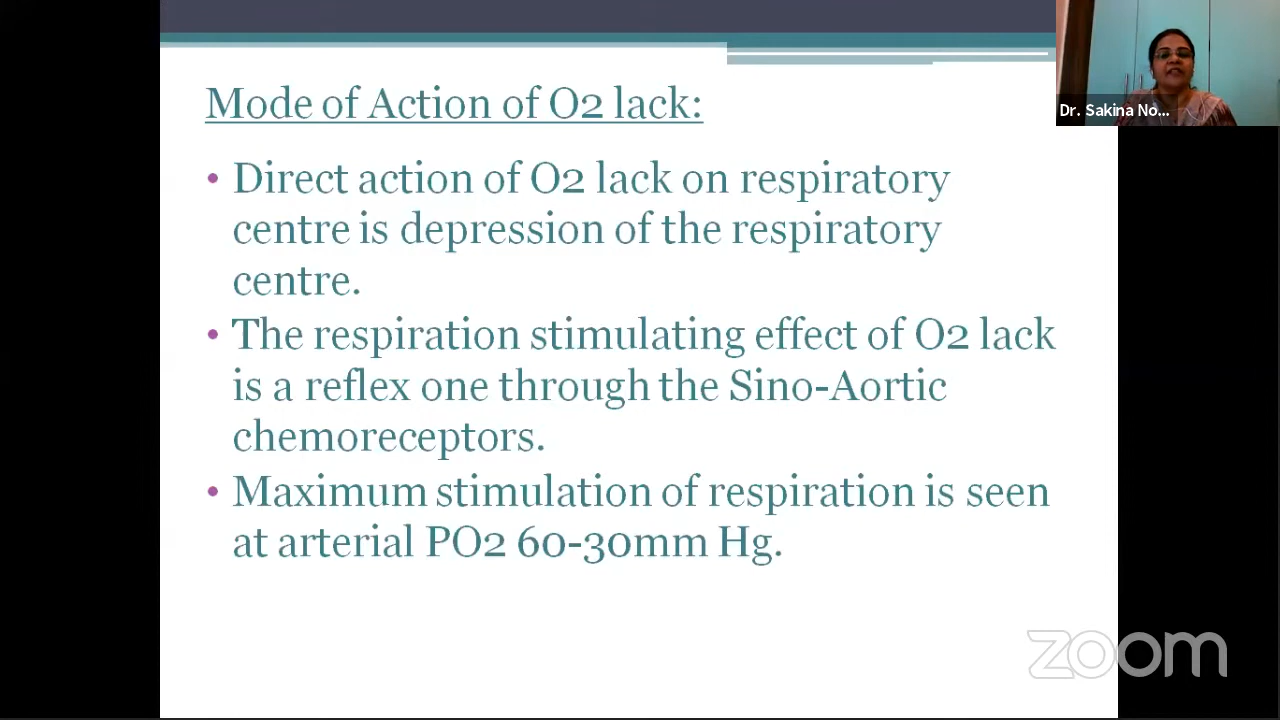 Mode of Action of O2 lack:
• Direct action of O2 lack on respiratory
centre is depression of the respiratory
centre.
• The respiration stimulating effect of O2 lack
is a reflex one through the Sino-Aortic
chemoreceptors.
• Maximum stimulation of respiration is seen
at arterial PO2 60-30mm Hg.
Dr. Sakina No...
zoom